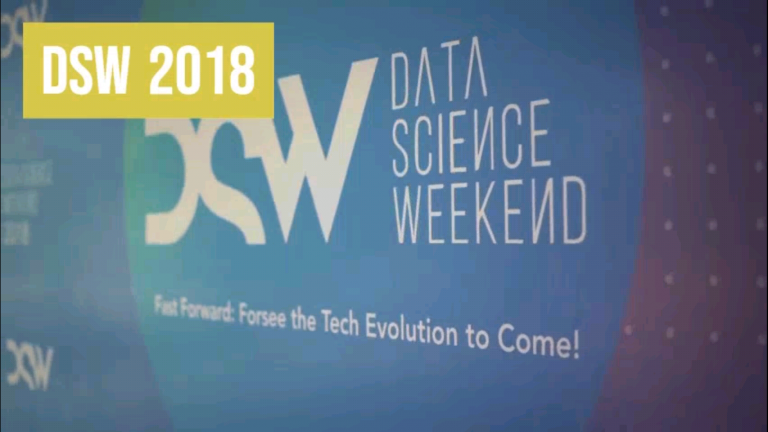 DSW 2018
DSW
DATA
SCIENCE
WEEKEND
Fast Forward: Forsee the Tech Evolution to Come!
DSW